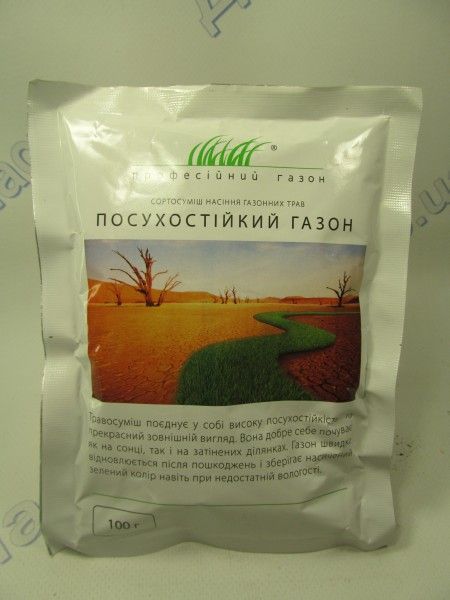 ®
професійний газон
СОРТОСУМІШ НАСІННЯ ГАЗОННИХ ТРАВ
ПОСУХОСТІЙКИЙ ГАЗОН
Травосуміш поєднує у собі високу посухостійкість та
прекрасний зовнішній вигляд. Вона добре себе почуває
як на сонці, так і на затінених ділянках. Газон швидко
відновлюється після пошкоджень і зберігає насичений
зелений колір навіть при недостатній вологості.
100 г